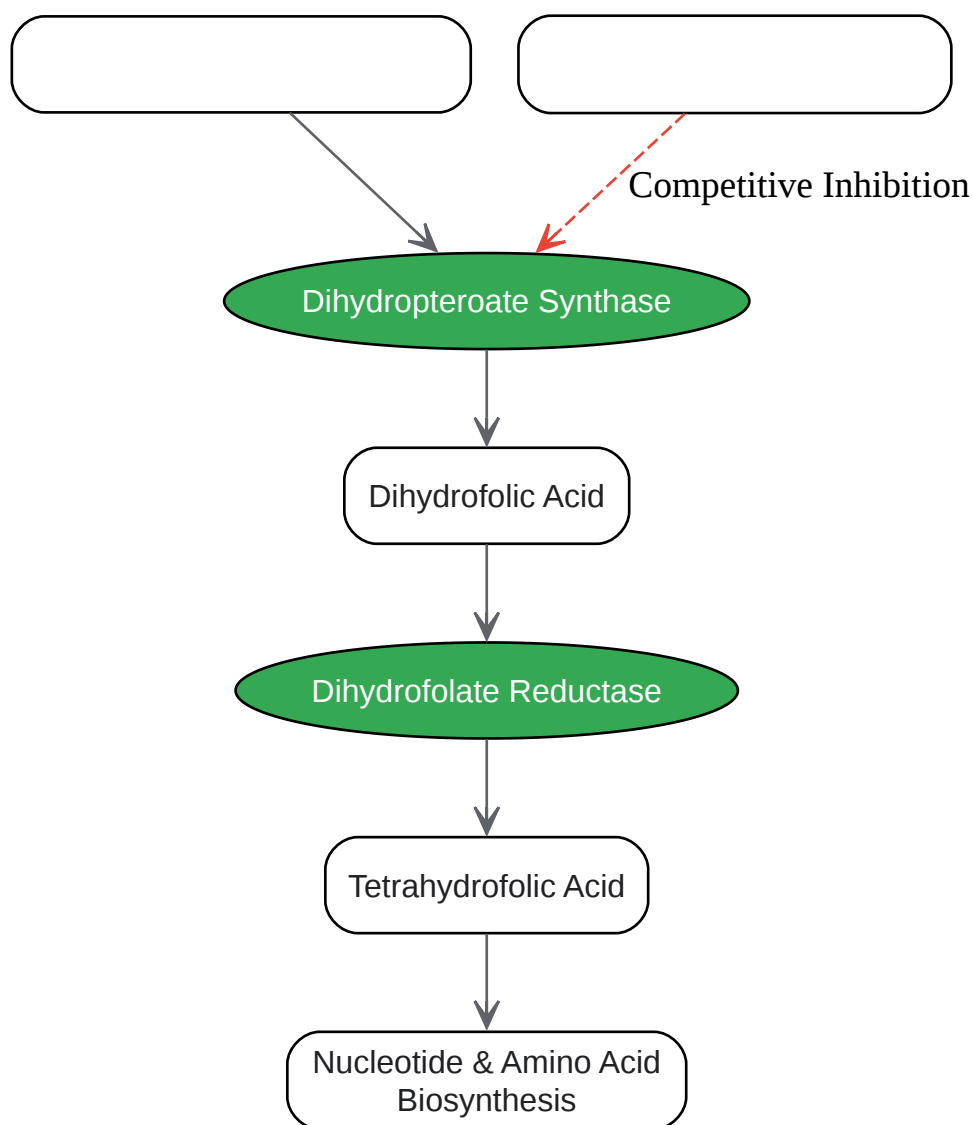 Competitive Inhibition
Dihydropteroate Synthase
Dihydrofolic Acid
Dihydrofolate Reductase
Tetrahydrofolic Acid
Nucleotide & Amino Acid
Biosynthesis